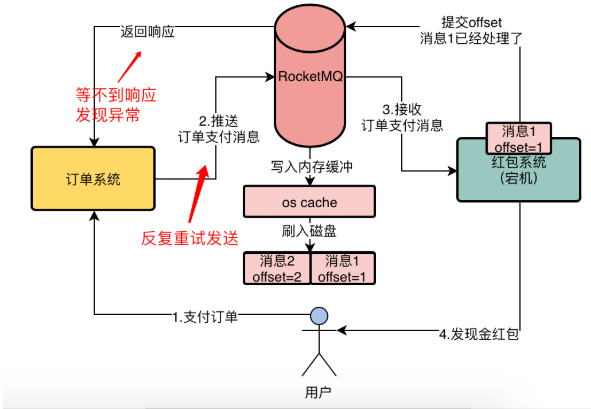 返回响应
等不到响应
发现异常
RocketMQ
提交offset
消息1已经处理了
2.推送
订单支付消息
3.接收
订单支付消息
消息1
offset=1
红包系统
（宕机）
订单系统
写入内存缓冲
os cache
刷入磁盘
反复重试发送
消息2
offset=2
消息1
offset=1
1.支付订单
4.发现金红包
用户